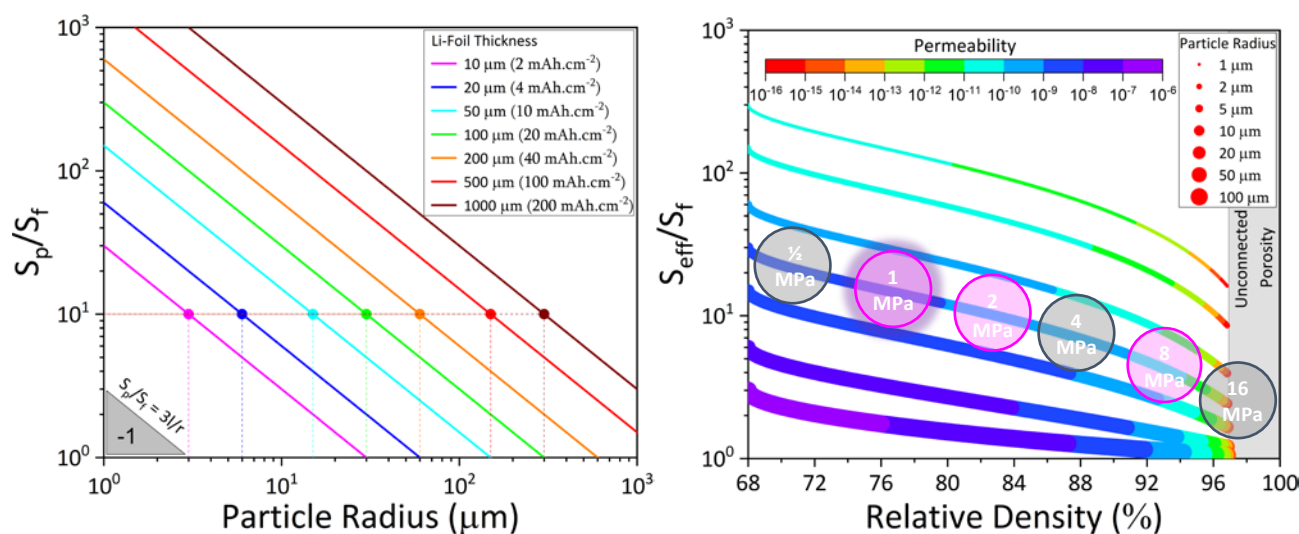 10³
10²
10¹
10⁰
Sₚ/S_f
Li-Foil Thickness
10 µm (2 mAh.cm⁻²)
20 µm (4 mAh.cm⁻²)
50 µm (10 mAh.cm⁻²)
100 µm (20 mAh.cm⁻²)
200 µm (40 mAh.cm⁻²)
500 µm (100 mAh.cm⁻²)
1000 µm (200 mAh.cm⁻²)
Sₚ/S_f = 3l/r
-1
10⁰ 10¹ 10² 10³
Particle Radius (µm)
10³
10²
10¹
10⁰
S_eff/S_f
Permeability
10⁻¹⁶ 10⁻¹⁵ 10⁻¹⁴ 10⁻¹³ 10⁻¹² 10⁻¹¹ 10⁻¹⁰ 10⁻⁹ 10⁻⁸ 10⁻⁷ 10⁻⁶
Particle Radius
1 µm
2 µm
5 µm
10 µm
20 µm
50 µm
100 µm
Unconnected
Porosity
½
MPa
1
MPa
2
MPa
4
MPa
8
MPa
16
MPa
68 72 76 80 84 88 92 96 100
Relative Density (%)